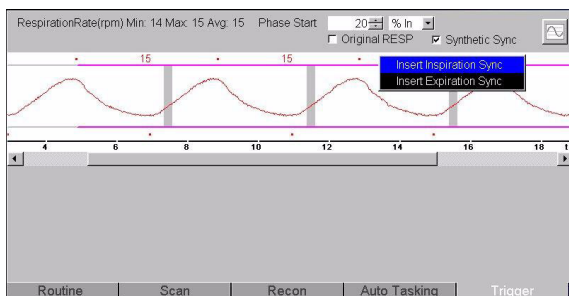 RespirationRate(rpm) Min: 14 Max: 15 Avg: 15 Phase Start 20 % In
Original RESP Synthetic Sync
15 15
Insert Inspiration Sync
Insert Expiration Sync
4 6 8 10 12 14 16 18 t
Routine Scan Recon Auto Tasking Trigger